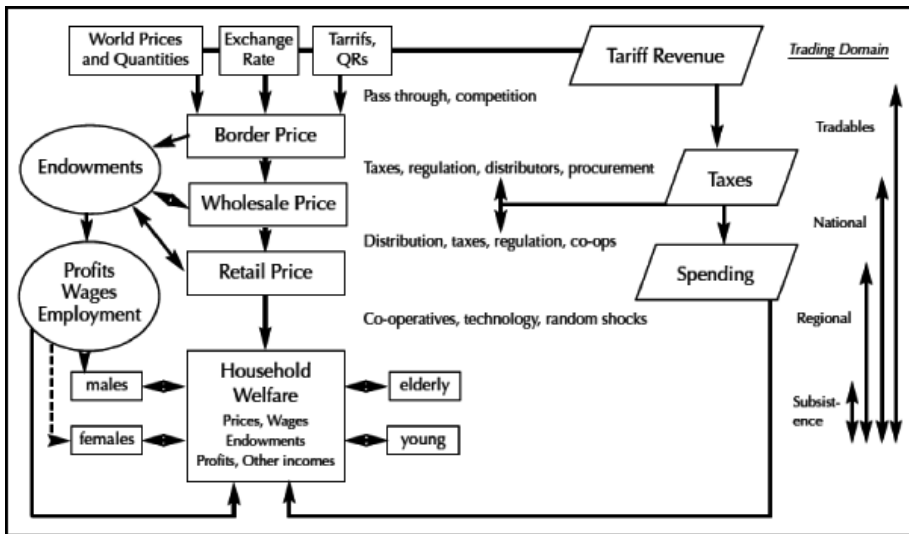 World Prices
and Quantities
Exchange
Rate
Tarrifs,
QRs
Tariff Revenue
Trading Domain
Pass through, competition
Tradables
Border Price
Endowments
Taxes, regulation, distributors, procurement
Taxes
Wholesale Price
National
Distribution, taxes, regulation, co-ops
Profits
Wages
Employment
Retail Price
Spending
Regional
Co-operatives, technology, random shocks
Household
Welfare
Prices, Wages
Endowments
Profits, Other incomes
males
elderly
Subsist-
ence
females
young